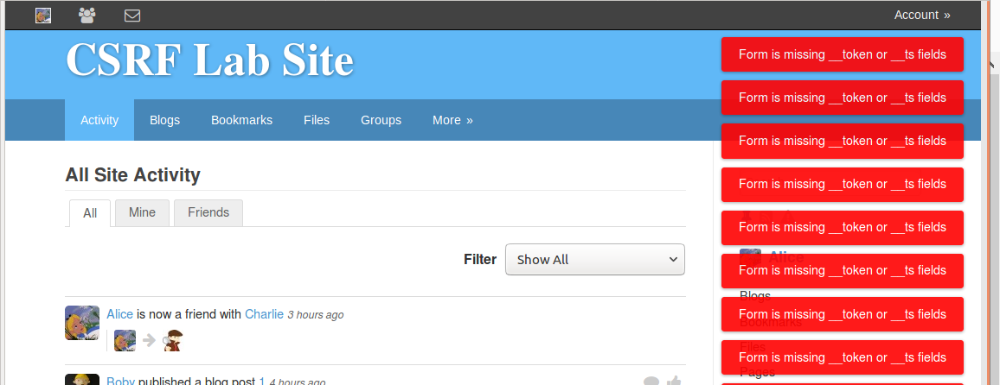 Account »
CSRF Lab Site
Activity Blogs Bookmarks Files Groups More »
All Site Activity
All Mine Friends
Filter Show All
Alice is now a friend with Charlie 3 hours ago
Boby published a blog post 1 4 hours ago
Form is missing __token or __ts fields
Form is missing __token or __ts fields
Form is missing __token or __ts fields
Form is missing __token or __ts fields
Form is missing __token or __ts fields
Form is missing __token or __ts fields
Form is missing __token or __ts fields
Form is missing __token or __ts fields
Alice
Blogs
Bookmarks
Files
Pages